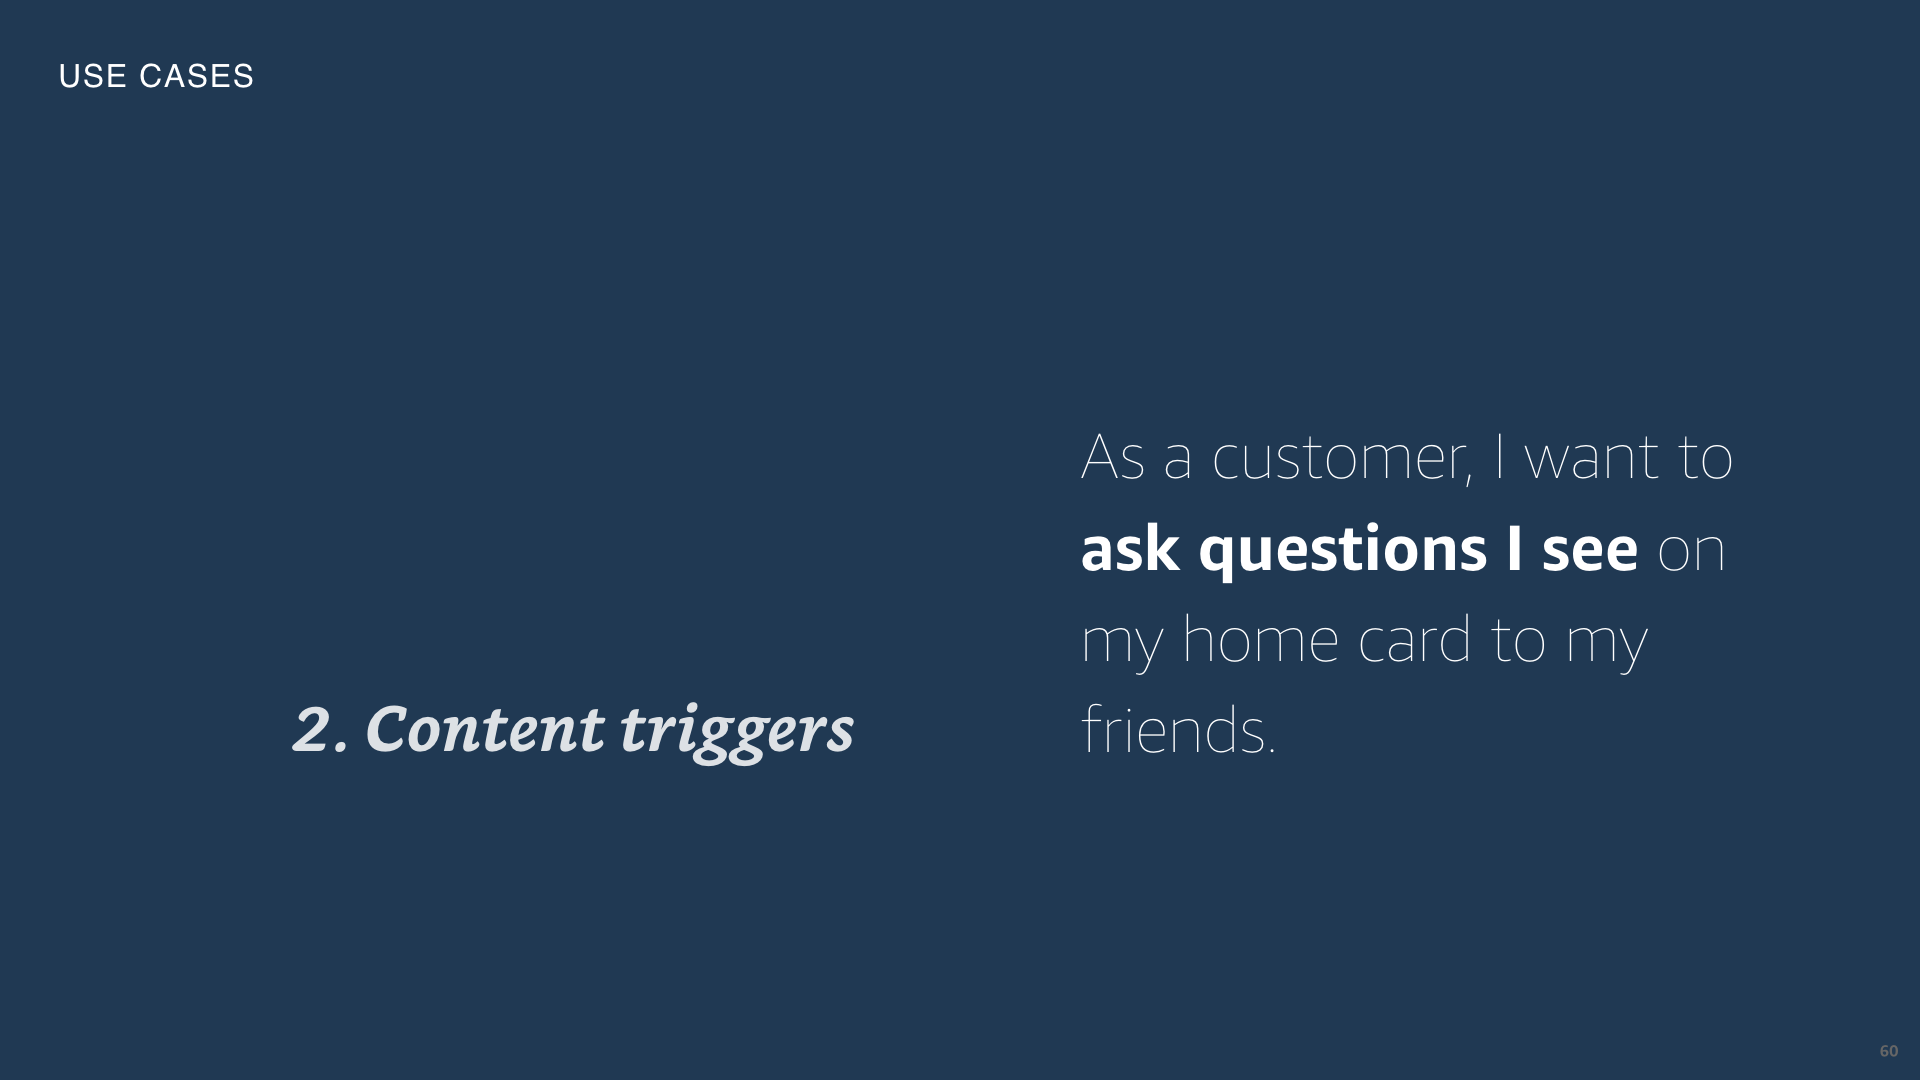 USE CASES
2. Content triggers
As a customer, I want to
ask questions I see on
my home card to my
friends.
60